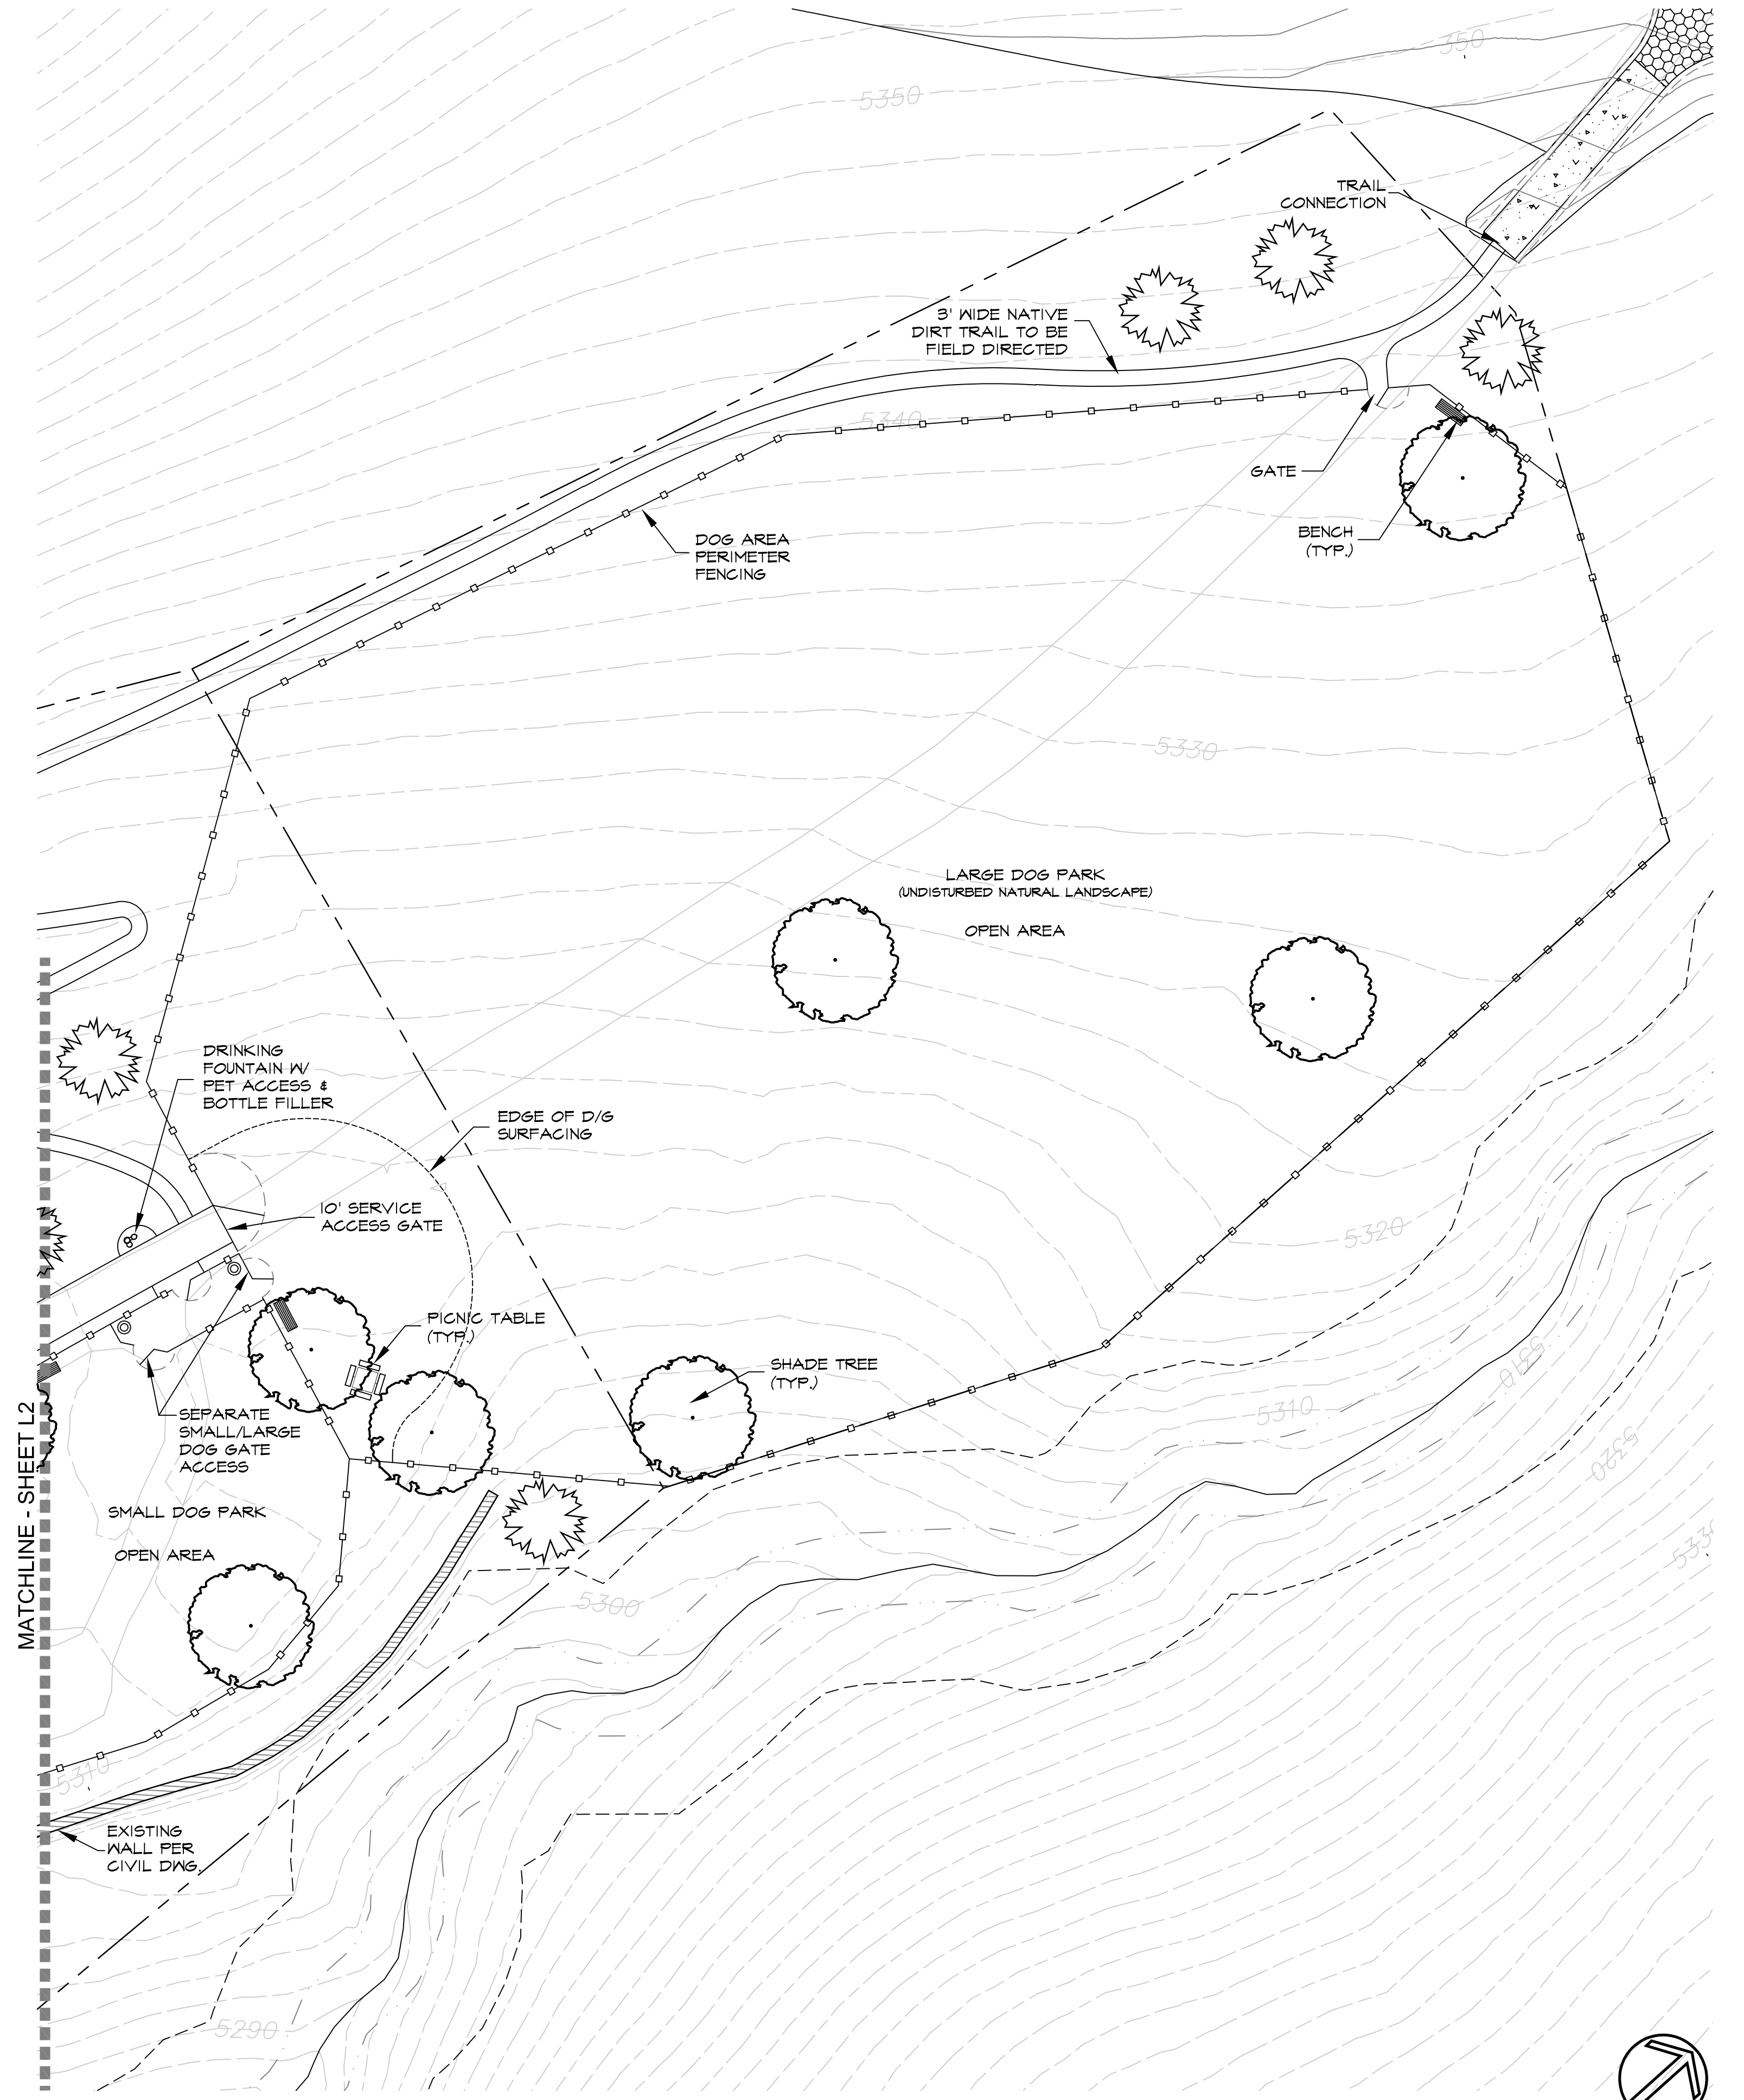 5350
350
TRAIL
CONNECTION
3' WIDE NATIVE
DIRT TRAIL TO BE
FIELD DIRECTED
5340
GATE
BENCH
(TYP.)
DOG AREA
PERIMETER
FENCING
5330
LARGE DOG PARK
(UNDISTURBED NATURAL LANDSCAPE)
OPEN AREA
DRINKING
FOUNTAIN W/
PET ACCESS &
BOTTLE FILLER
EDGE OF D/G
SURFACING
10' SERVICE
ACCESS GATE
5320
PICNIC TABLE
(TYP.)
SHADE TREE
(TYP.)
5310
5310
5320
5330
SEPARATE
SMALL/LARGE
DOG GATE
ACCESS
MATCHLINE - SHEET L2
SMALL DOG PARK
OPEN AREA
5300
5310
EXISTING
WALL PER
CIVIL DWG.
5290